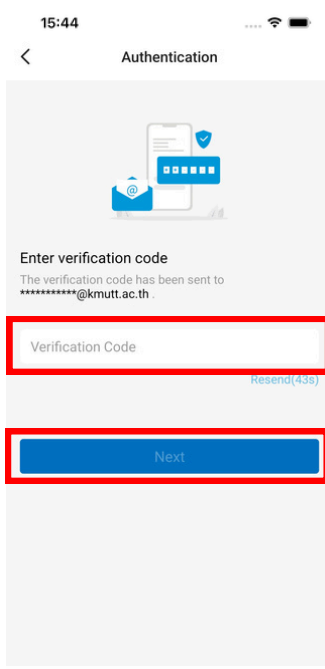 15:44
Authentication
@
Enter verification code
The verification code has been sent to
***********@kmutt.ac.th .
Verification Code
Resend(43s)
Next